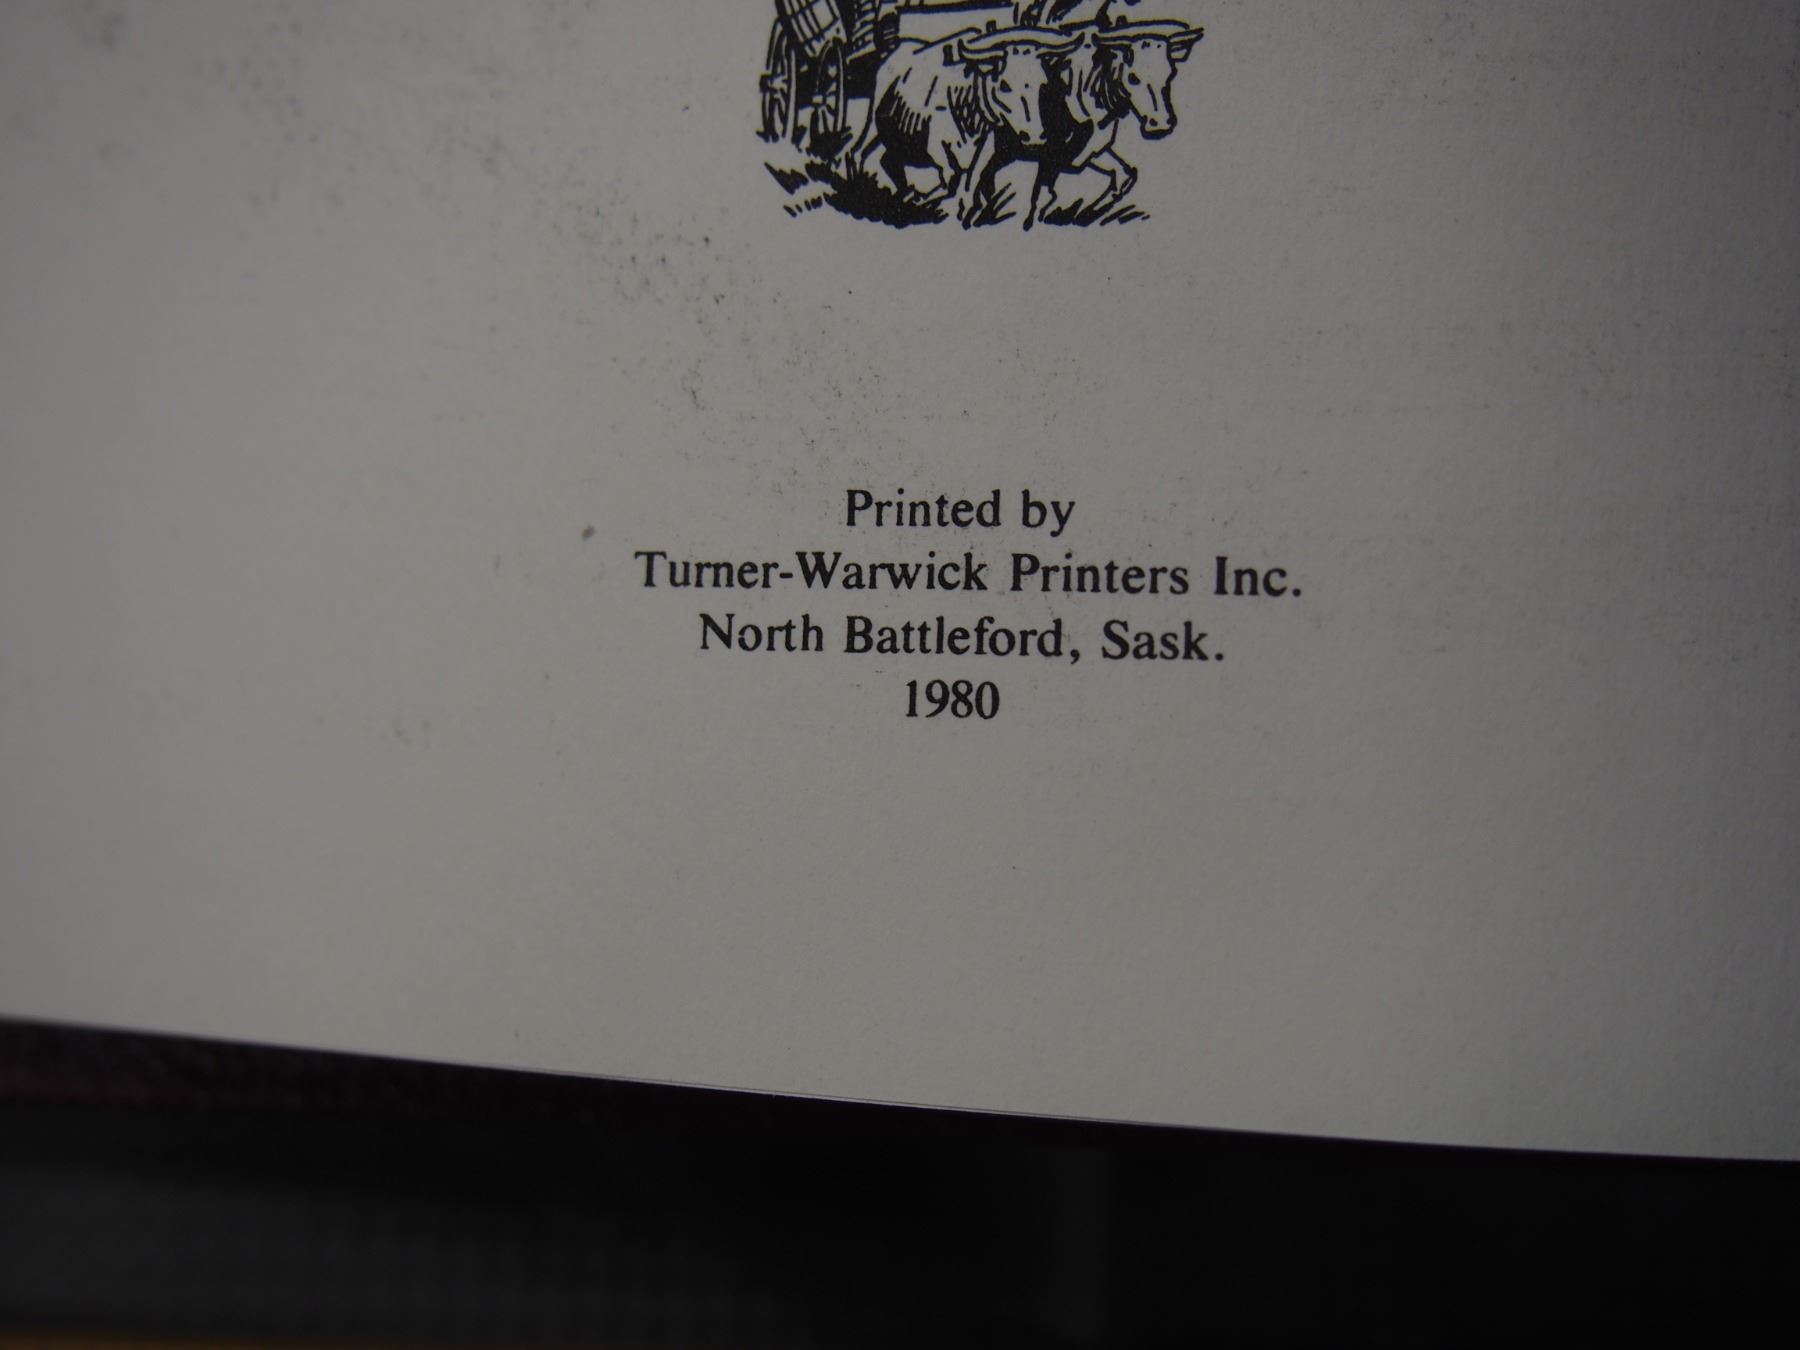 Printed by
Turner-Warwick Printers Inc.
North Battleford, Sask.
1980